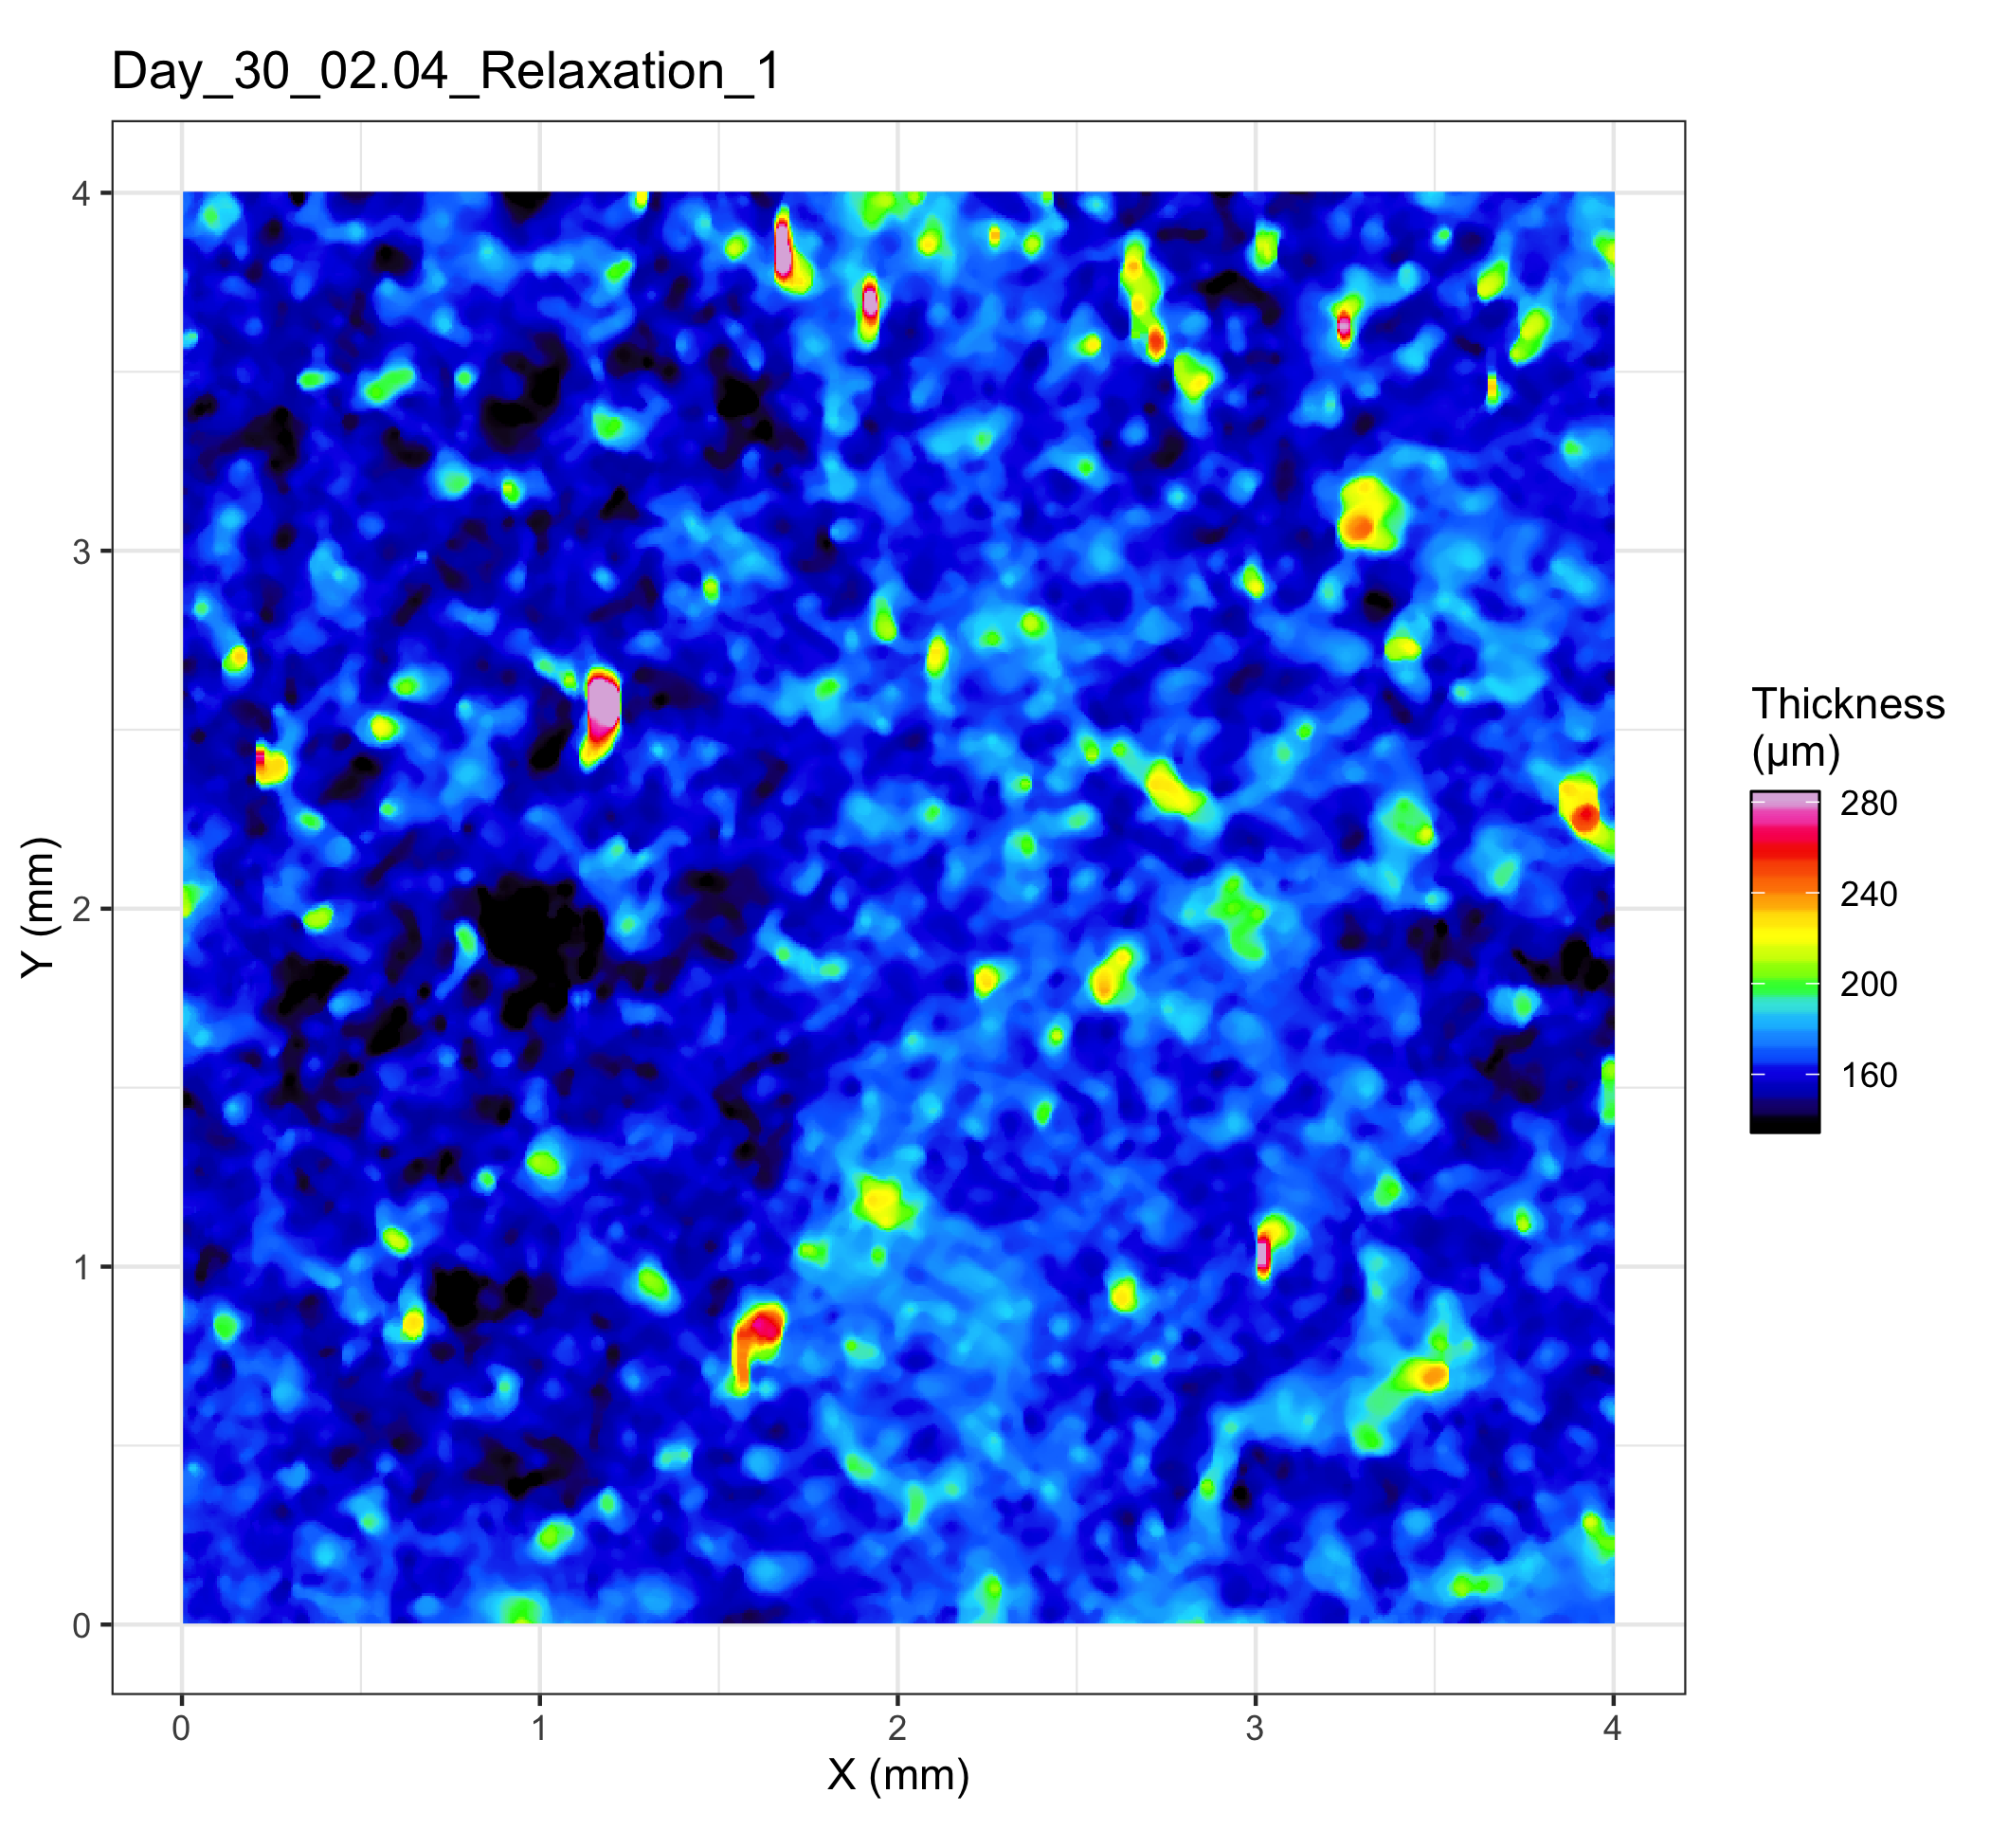 Day_30_02.04_Relaxation_1
4
3
2
1
0
Y (mm)
0 1 2 3 4
X (mm)
Thickness
(μm)
280
240
200
160